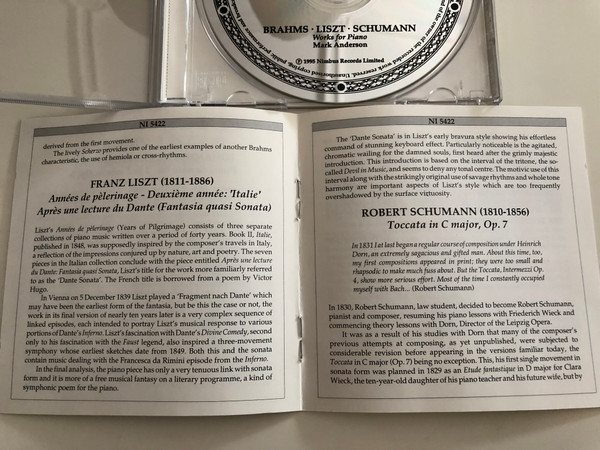 BRAHMS · LISZT · SCHUMANN
Works for Piano
Mark Anderson
℗ 1995 Nimbus Records Limited
NI 5422
derived from the first movement.
The lively Scherzo provides one of the earliest examples of another Brahms
characteristic, the use of hemiola or cross-rhythms.
FRANZ LISZT (1811-1886)
Années de pèlerinage - Deuxième année: 'Italie'
Après une lecture du Dante (Fantasia quasi Sonata)
Liszt's Années de pèlerinage (Years of Pilgrimage) consists of three separate
collections of piano music written over a period of forty years. Book II, Italie,
published in 1848, was supposedly inspired by the composer's travels in Italy,
a reflection of the impressions conjured up by nature, art and poetry. The seven
pieces in the Italian collection conclude with the piece entitled Après une lecture
du Dante: Fantasia quasi Sonata, Liszt's title for the work more familiarly referred
to as the 'Dante Sonata'. The French title is borrowed from a poem by Victor
Hugo.
In Vienna on 5 December 1839 Liszt played a 'Fragment nach Dante' which
may have been the earliest form of the fantasia, but be this the case or not, the
work in its final version of nearly ten years later is a very complex sequence of
linked episodes, each intended to portray Liszt's musical response to various
portions of Dante's Inferno. Liszt's fascination with Dante's Divine Comedy, second
only to his fascination with the Faust legend, also inspired a three-movement
symphony whose earliest sketches date from 1849. Both this and the sonata
contain music dealing with the Francesca da Rimini episode from the Inferno.
In the final analysis, the piano piece has only a very tenuous link with sonata
form and it is more of a free musical fantasy on a literary programme, a kind of
symphonic poem for the piano.
NI 5422
The 'Dante Sonata' is in Liszt's early bravura style showing his effortless
command of stunning keyboard effect. Particularly noticeable is the agitated,
chromatic wailing for the damned souls, first heard after the grimly majestic
introduction. This introduction is based on the interval of the tritone, the so-
called Devil in Music, and seems to deny any tonal centre. The motivic use of this
interval along with the strikingly original use of savage rhythms and whole tone
harmony are important aspects of Liszt's style which are too frequently
overshadowed by the surface virtuosity.
ROBERT SCHUMANN (1810-1856)
Toccata in C major, Op. 7
In 1831 I at last began a regular course of composition under Heinrich
Dorn, an extremely sagacious and gifted man. About this time, too,
my first compositions appeared in print; they were too small and
rhapsodic to make much fuss about. But the Toccata, Intermezzi Op.
4, show more serious effort. Most of the time I constantly occupied
myself with Bach... (Robert Schumann)
In 1830, Robert Schumann, law student, decided to become Robert Schumann,
pianist and composer, resuming his piano lessons with Friederich Wieck and
commencing theory lessons with Dorn, Director of the Leipzig Opera.
It was as a result of his studies with Dorn that many of the composer's
previous attempts at composing, as yet unpublished, were subjected to
considerable revision before appearing in the versions familiar today, the
Toccata in C major (Op. 7) being no exception. This, his first single movement in
sonata form was planned in 1829 as an Etude fantastique in D major for Clara
Wieck, the ten-year-old daughter of his piano teacher and his future wife, but by